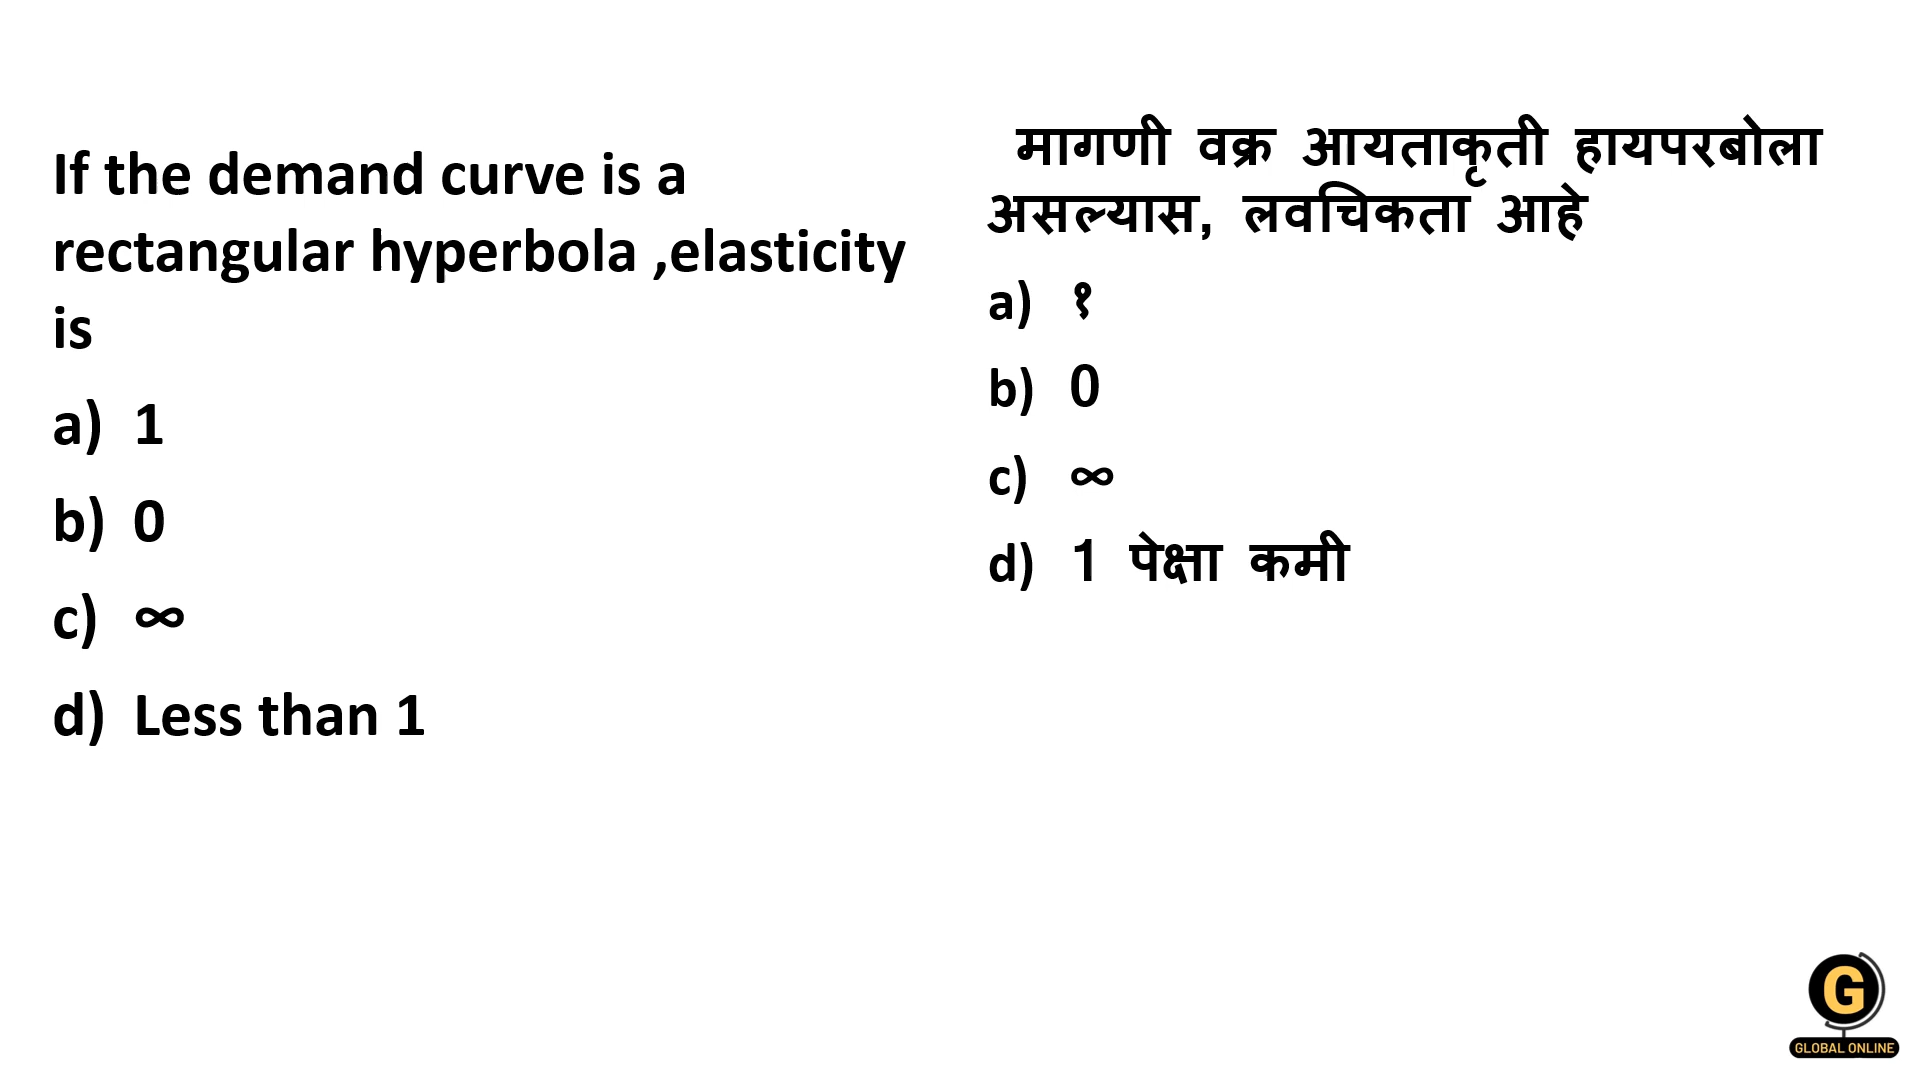 If the demand curve is a
rectangular hyperbola ,elasticity
is
a) 1
b) 0
c) ∞
d) Less than 1
मागणी वक्र आयताकृती हायपरबोला
असल्यास, लवचिकता आहे
a) १
b) 0
c) ∞
d) 1 पेक्षा कमी
G
GLOBAL ONLINE